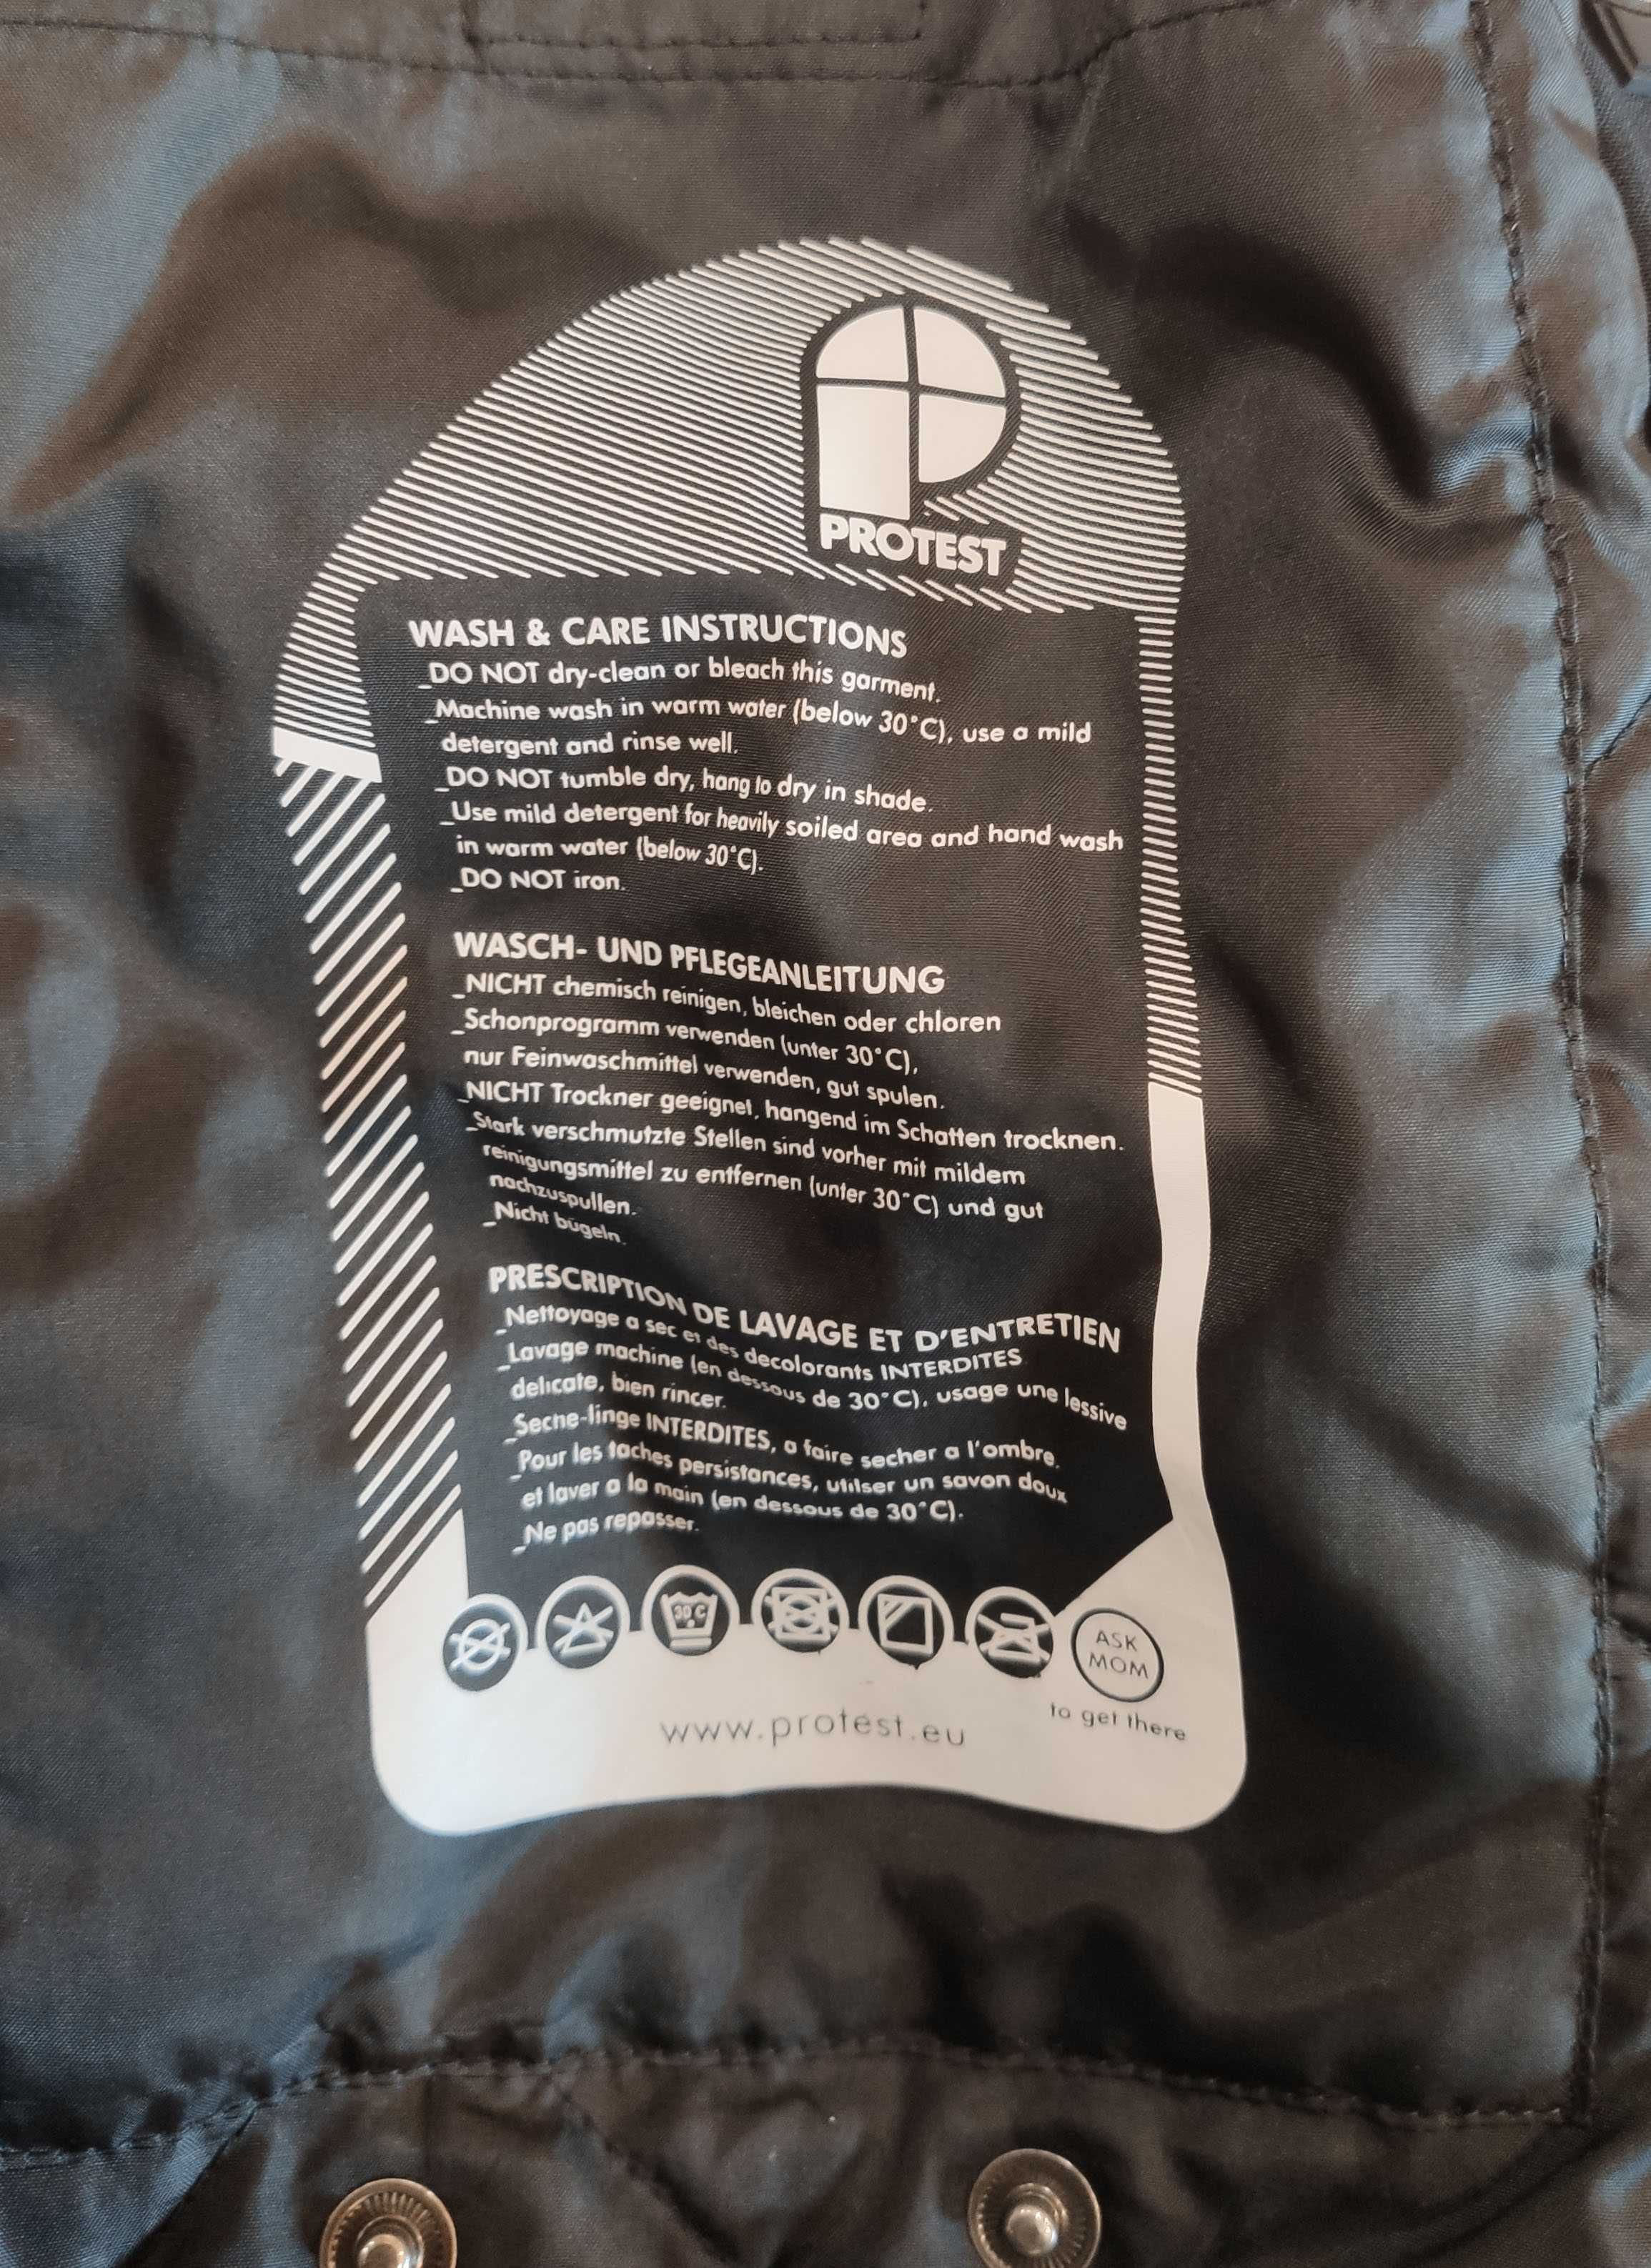 PROTEST
WASH & CARE INSTRUCTIONS
_DO NOT dry-clean or bleach this garment.
_Machine wash in warm water (below 30°C), use a mild
detergent and rinse well.
_DO NOT tumble dry, hang to dry in shade.
_Use mild detergent for heavily soiled area and hand wash
in warm water (below 30°C).
_DO NOT iron.
WASCH- UND PFLEGEANLEITUNG
_NICHT chemisch reinigen, bleichen oder chloren
_Schonprogramm verwenden (unter 30°C),
nur Feinwaschmittel verwenden, gut spulen.
_NICHT Trockner geeignet, hangend im Schatten trocknen.
_Stark verschmutzte Stellen sind vorher mit mildem
reinigungsmittel zu entfernen (unter 30°C) und gut
nachzuspullen.
_Nicht bügeln.
PRESCRIPTION DE LAVAGE ET D'ENTRETIEN
_Nettoyage a sec et des decolorants INTERDITES
_Lavage machine (en dessous de 30°C), usage une lessive
delicate, bien rincer.
_Seche-linge INTERDITES, a faire secher a l'ombre.
_Pour les taches persistances, utilser un savon doux
et laver a la main (en dessous de 30°C).
_Ne pas repasser.
30°C
ASK
MOM
to get there
www.protest.eu